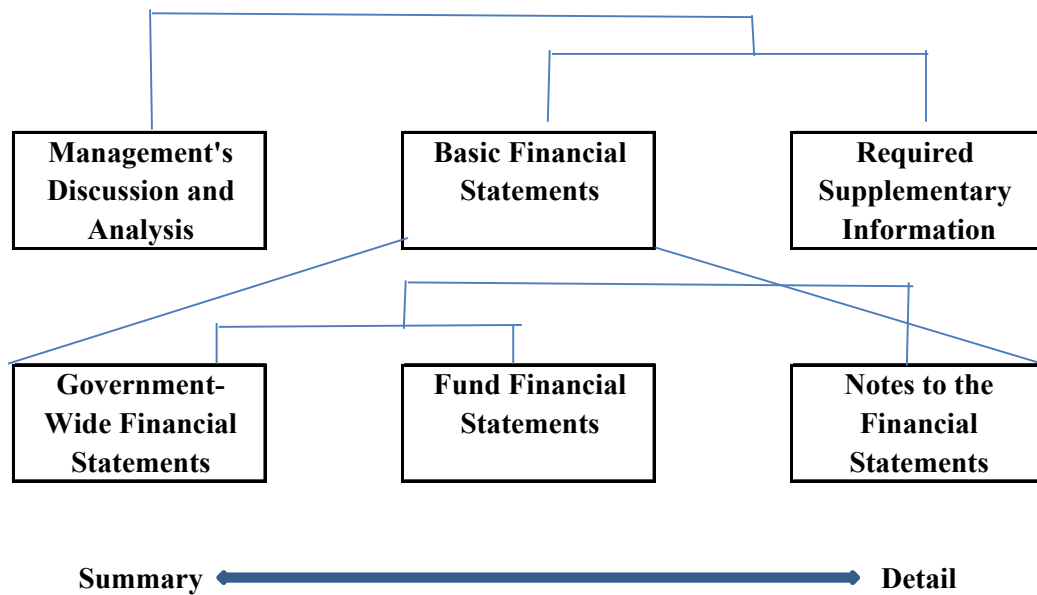 Management's
Discussion and
Analysis
Basic Financial
Statements
Required
Supplementary
Information
Government-
Wide Financial
Statements
Fund Financial
Statements
Notes to the
Financial
Statements
Summary
Detail